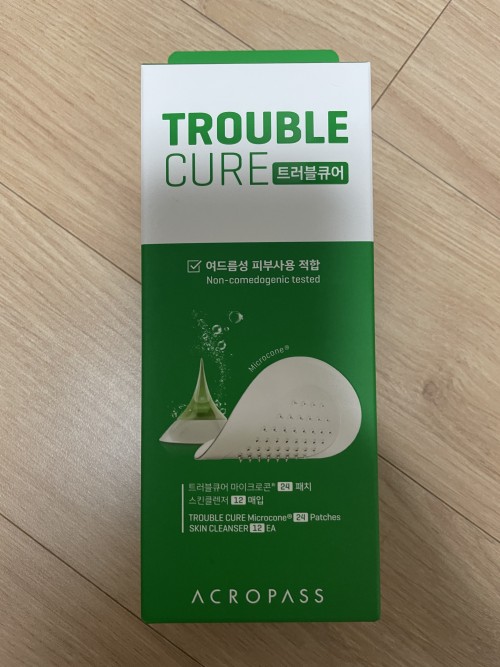 TROUBLE
CURE 트러블큐어
여드름성 피부사용 적합
Non-comedogenic tested
Microcone®
트러블큐어 마이크로콘® 24 패치
스킨클렌저 12 매입
TROUBLE CURE Microcone® 24 Patches
SKIN CLEANSER 12 EA
ACROPASS